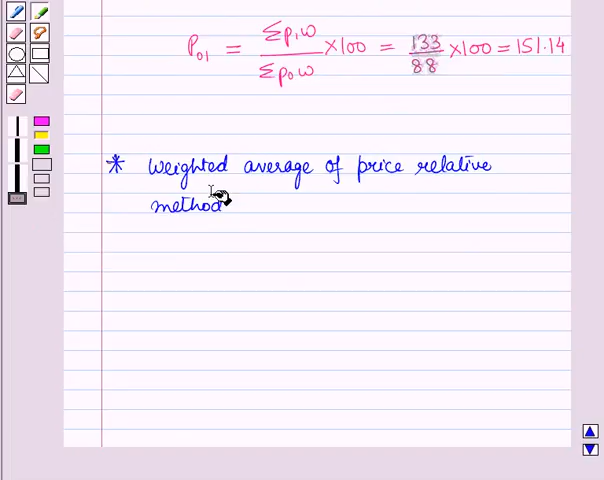 P01 = Σp1w/Σp0w ×100 = 133/88 ×100 = 151.14
* Weighted average of price relative
method